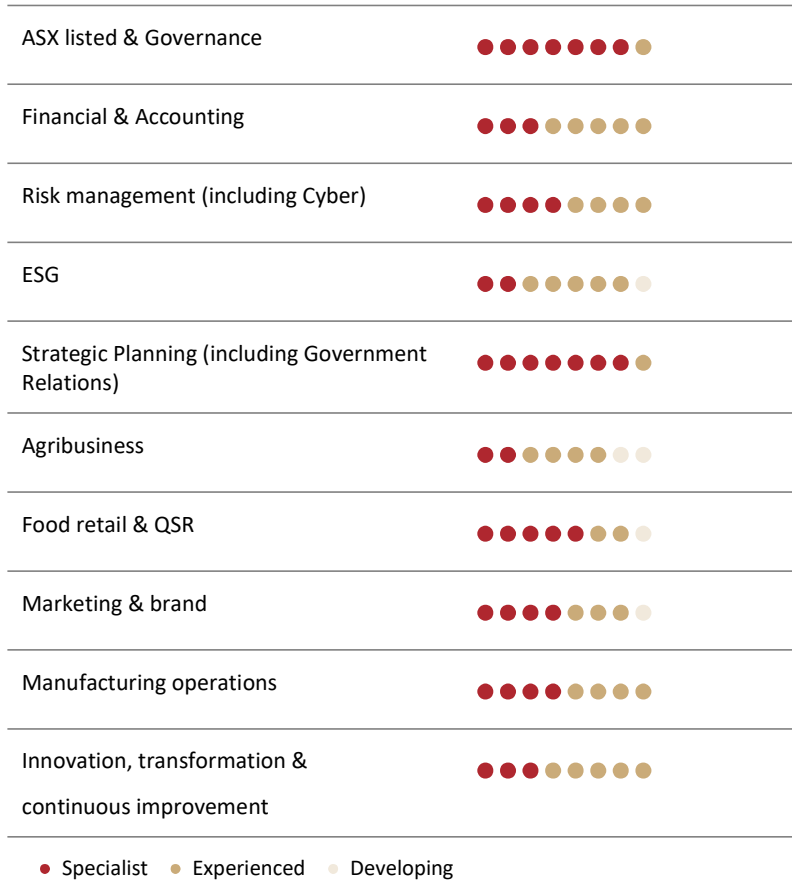 ASX listed & Governance
Financial & Accounting
Risk management (including Cyber)
ESG
Strategic Planning (including Government
Relations)
Agribusiness
Food retail & QSR
Marketing & brand
Manufacturing operations
Innovation, transformation &
continuous improvement
Specialist Experienced Developing